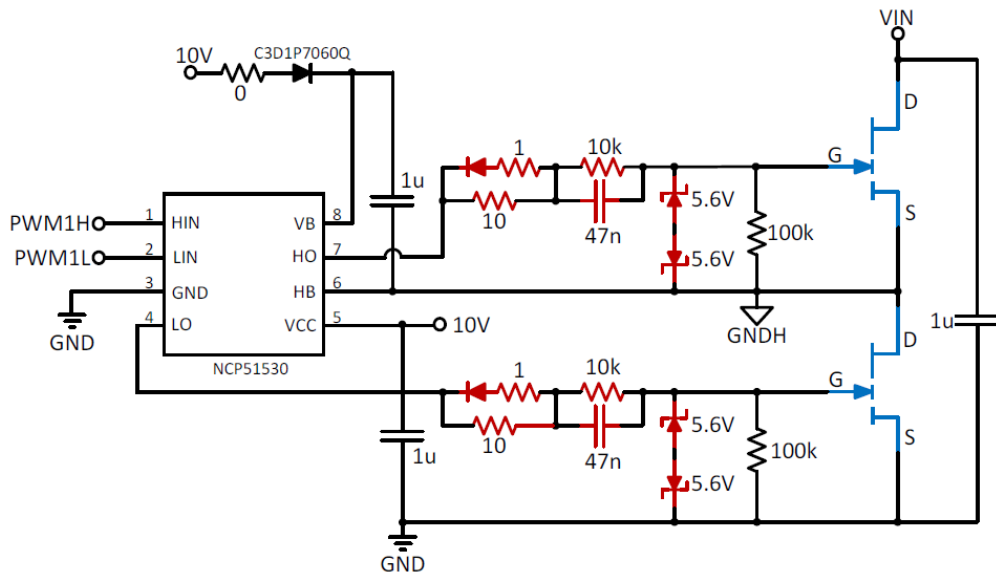 VIN
10V
C3D1P7060Q
0
D
G
S
1
10k
1u
5.6V
10
47n
5.6V
100k
PWM1H
1
HIN
VB
8
PWM1L
2
LIN
HO
7
3
GND
HB
6
4
LO
VCC
5
10V
GND
GNDH
NCP51530
D
1u
1
10k
G
5.6V
S
10
47n
100k
1u
5.6V
GND